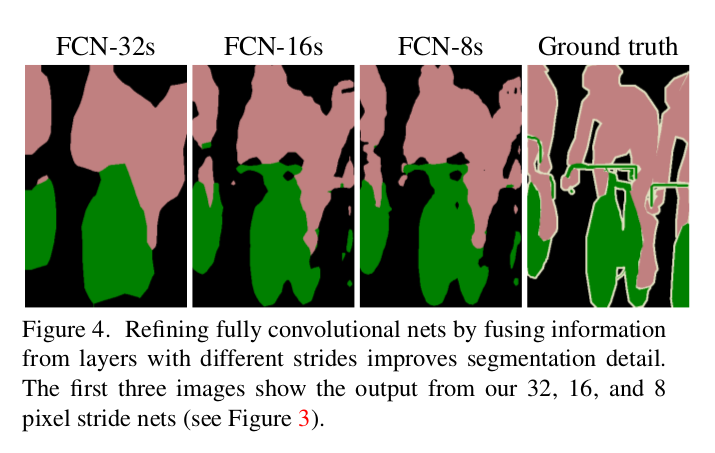 FCN-32s FCN-16s FCN-8s Ground truth
Figure 4. Refining fully convolutional nets by fusing information
from layers with different strides improves segmentation detail.
The first three images show the output from our 32, 16, and 8
pixel stride nets (see Figure 3).